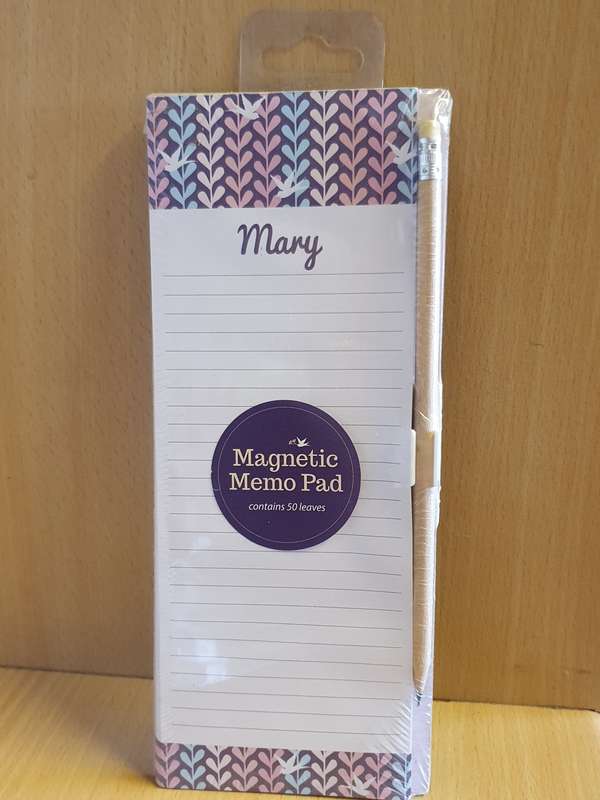 Mary
Magnetic
Memo Pad
contains 50 leaves